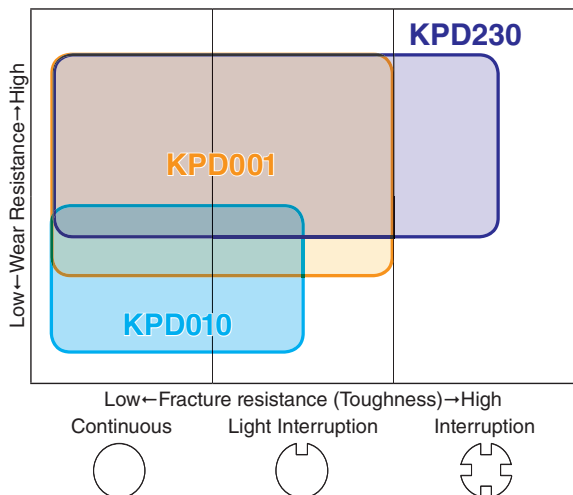 KPD230
KPD001
KPD010
Low←Wear Resistance→High
Low←Fracture resistance (Toughness)→High
Continuous
Light Interruption
Interruption